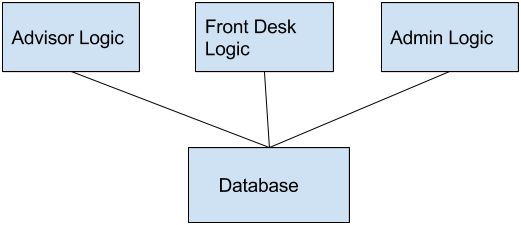 Advisor Logic
Front Desk
Logic
Admin Logic
Database